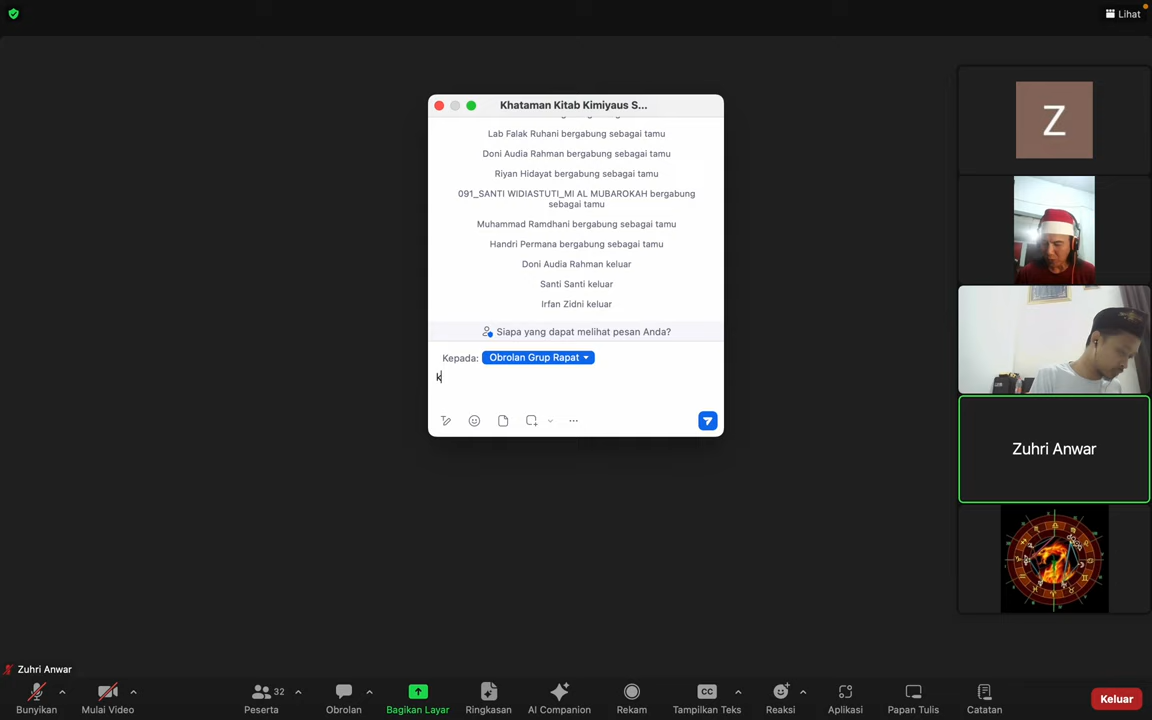 Lihat
Khataman Kitab Kimiyaus S...
Lab Falak Ruhani bergabung sebagai tamu
Doni Audia Rahman bergabung sebagai tamu
Riyan Hidayat bergabung sebagai tamu
091_SANTI WIDIASTUTI_MI AL MUBAROKAH bergabung
sebagai tamu
Muhammad Ramdhani bergabung sebagai tamu
Handri Permana bergabung sebagai tamu
Doni Audia Rahman keluar
Santi Santi keluar
Irfan Zidni keluar
Siapa yang dapat melihat pesan Anda?
Kepada: Obrolan Grup Rapat
k
Z
Zuhri Anwar
Zuhri Anwar
Bunyikan
Mulai Video
32
Peserta
Obrolan
Bagikan Layar
Ringkasan
AI Companion
Rekam
CC
Tampilkan Teks
Reaksi
Aplikasi
Papan Tulis
Catatan
Keluar